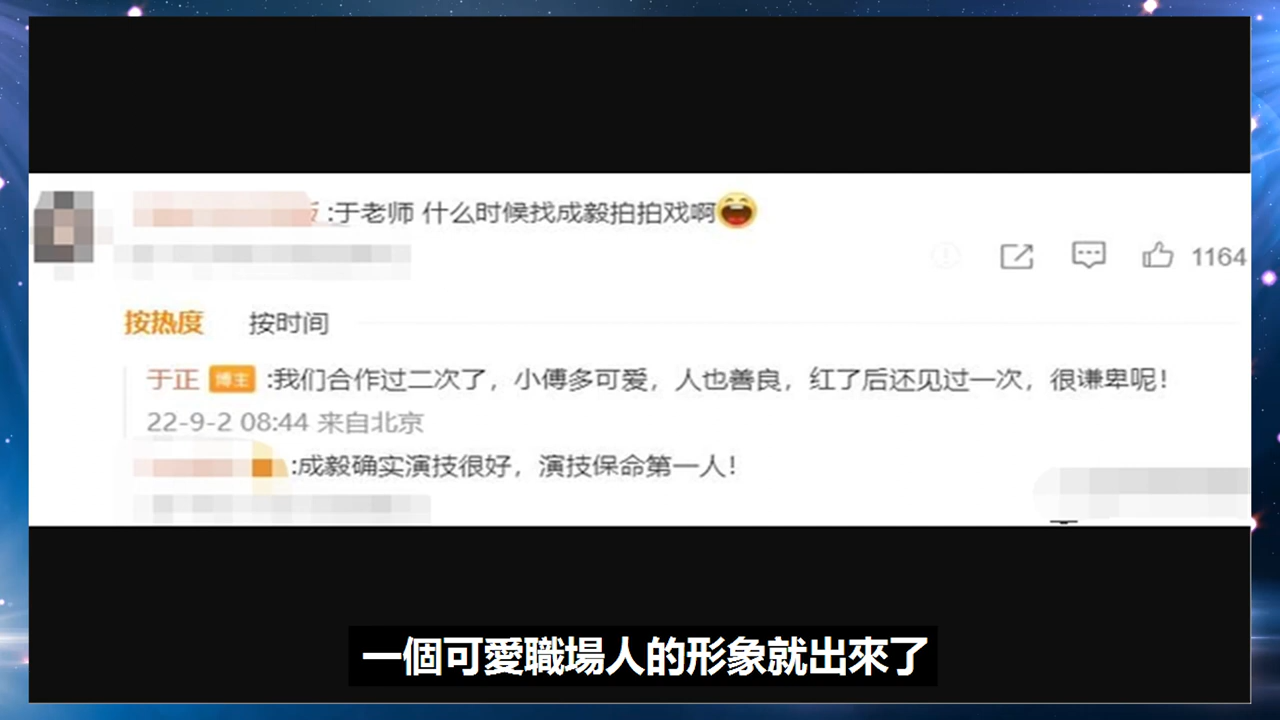 :于老师 什么时候找成毅拍拍戏啊
1164
按热度 按时间
于正 博主 :我们合作过二次了，小傅多可爱，人也善良，红了后还见过一次，很谦卑呢！
22-9-2 08:44 来自北京
:成毅确实演技很好，演技保命第一人！
一個可愛職場人的形象就出來了